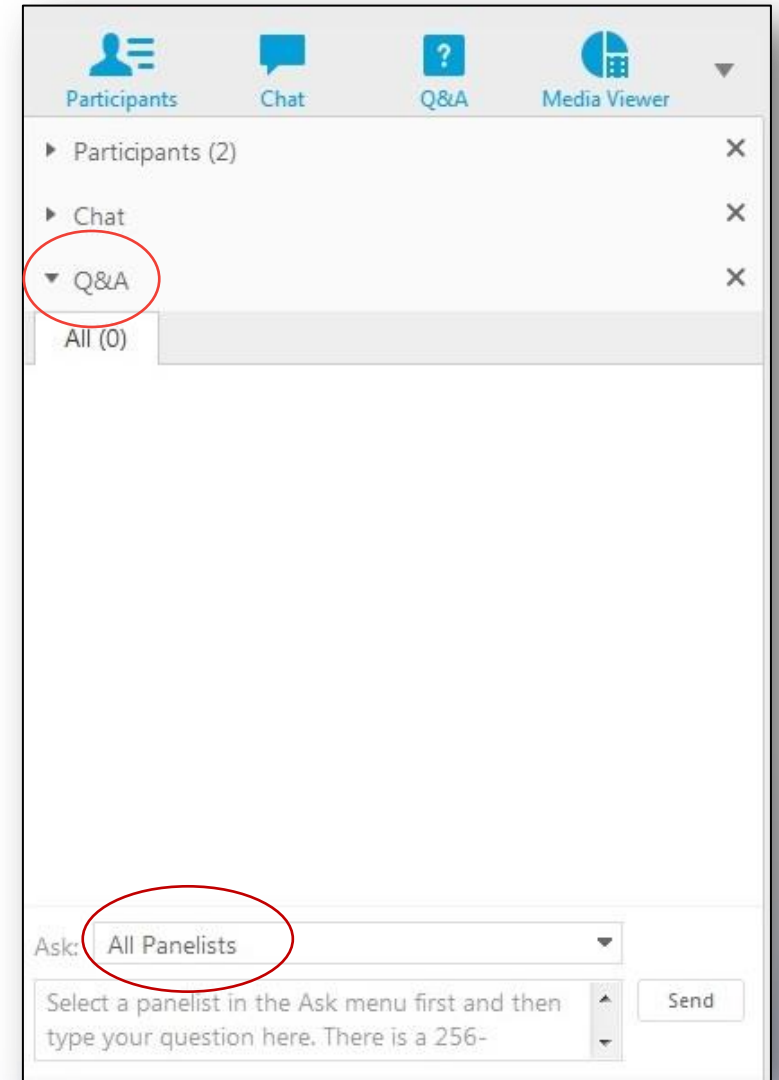 ?
Participants Chat Q&A Media Viewer
Participants (2)
Chat
Q&A
All (0)
Ask: All Panelists
Select a panelist in the Ask menu first and then
type your question here. There is a 256-
Send